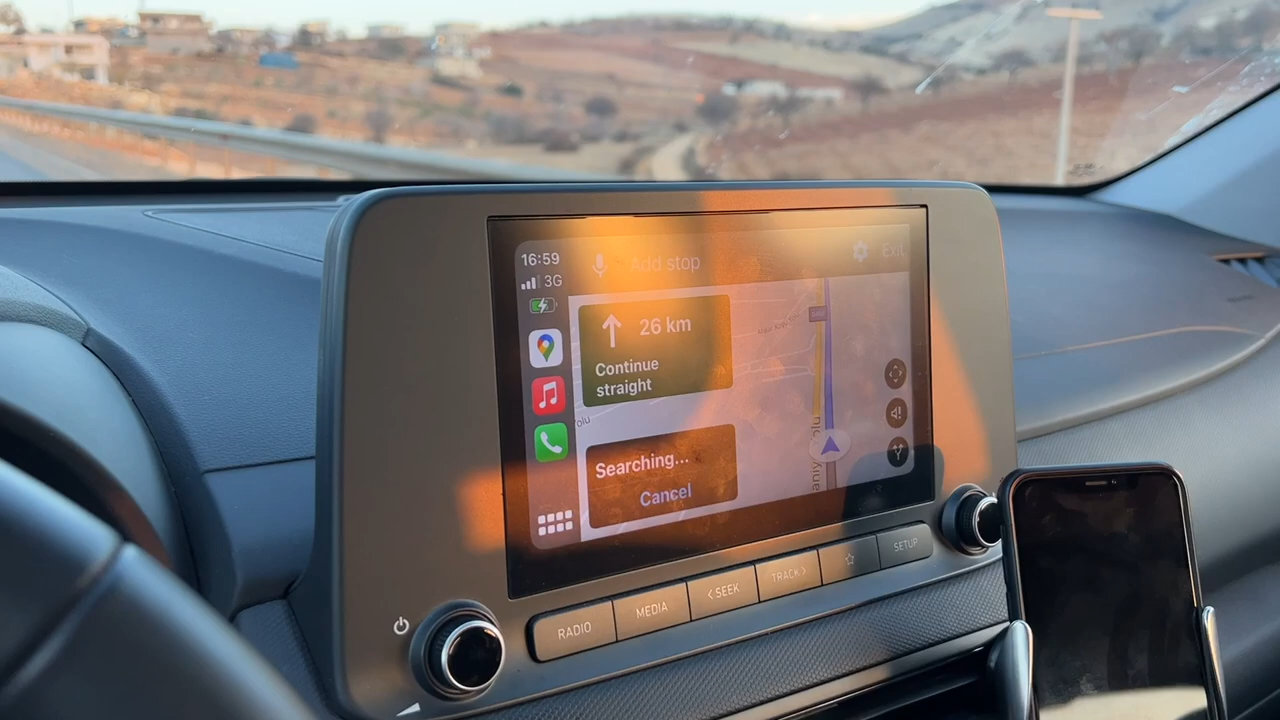 16:59
3G
Add stop
Exit
26 km
Continue
straight
Searching...
Cancel
RADIO
MEDIA
< SEEK
TRACK >
SETUP